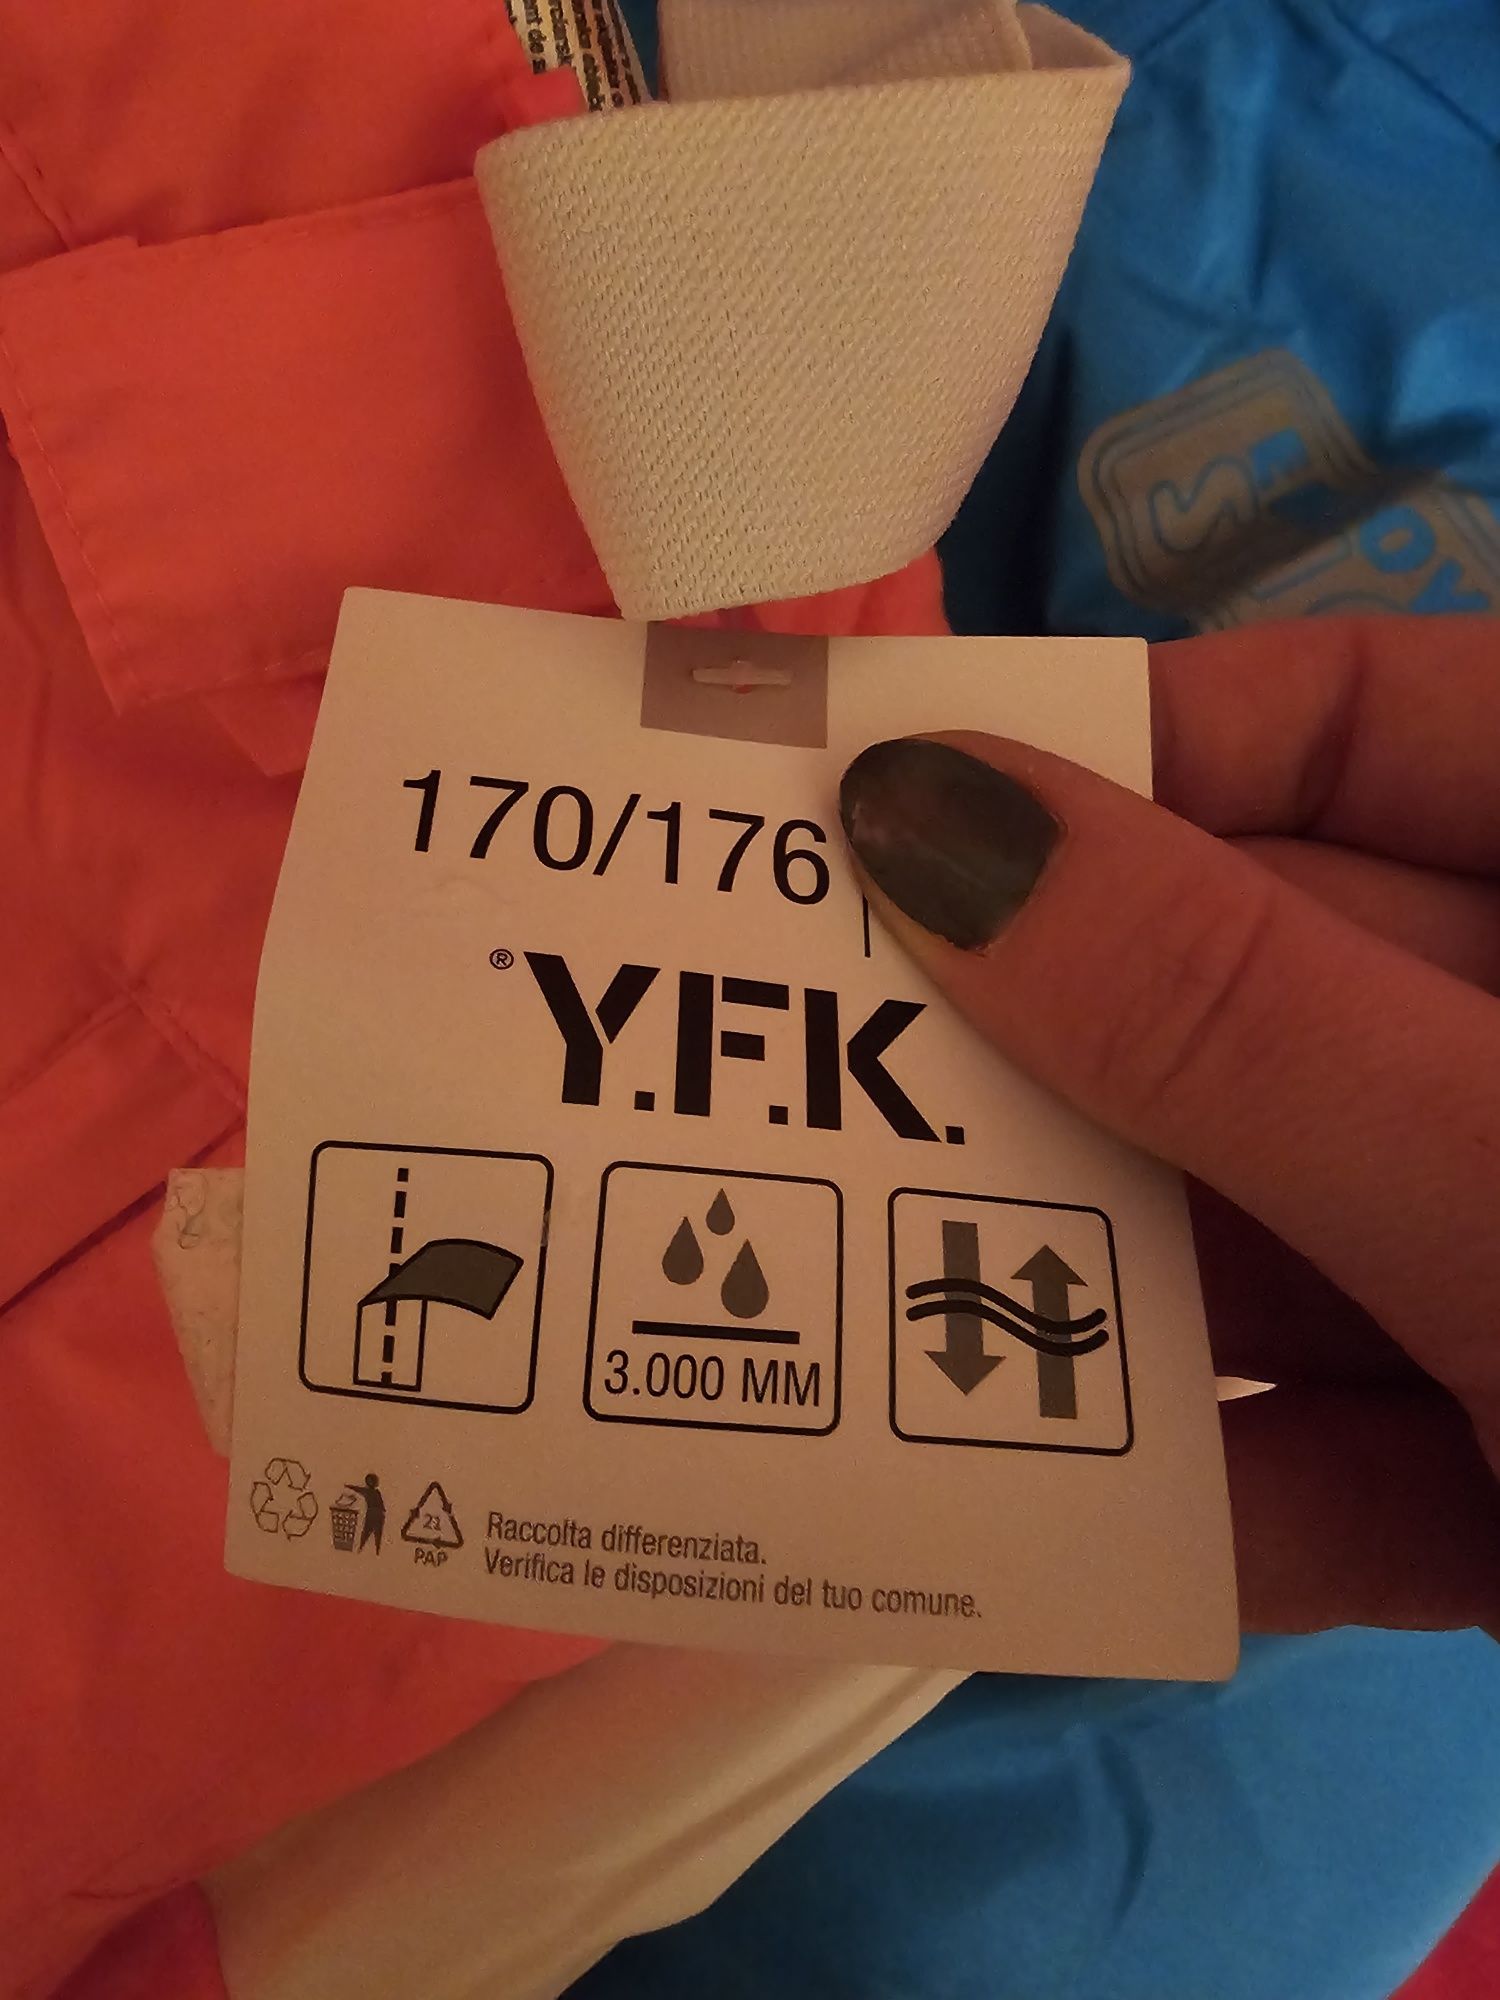 170/176
® Y.F.K.
3.000 MM
21
PAP
Raccolta differenziata.
Verifica le disposizioni del tuo comune.